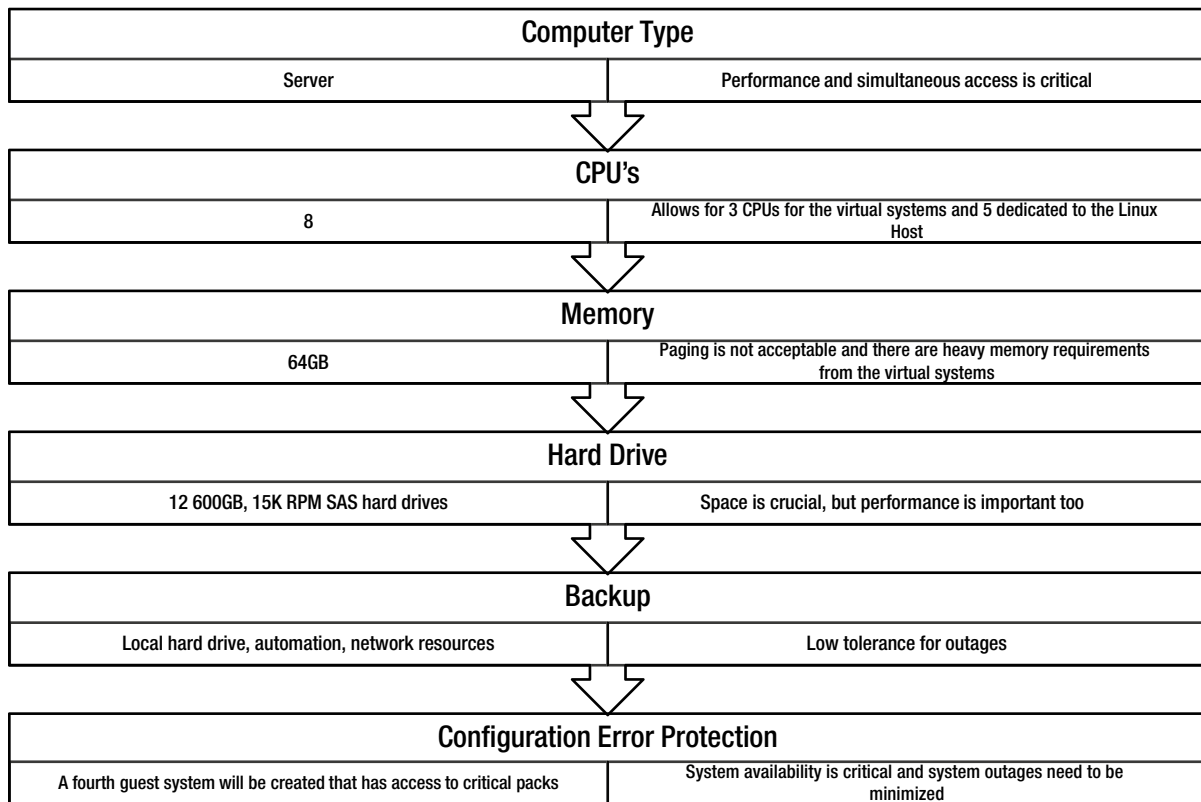 Computer Type
Server
Performance and simultaneous access is critical
CPU's
8
Allows for 3 CPUs for the virtual systems and 5 dedicated to the Linux
Host
Memory
64GB
Paging is not acceptable and there are heavy memory requirements
from the virtual systems
Hard Drive
12 600GB, 15K RPM SAS hard drives
Space is crucial, but performance is important too
Backup
Local hard drive, automation, network resources
Low tolerance for outages
Configuration Error Protection
A fourth guest system will be created that has access to critical packs
System availability is critical and system outages need to be
minimized